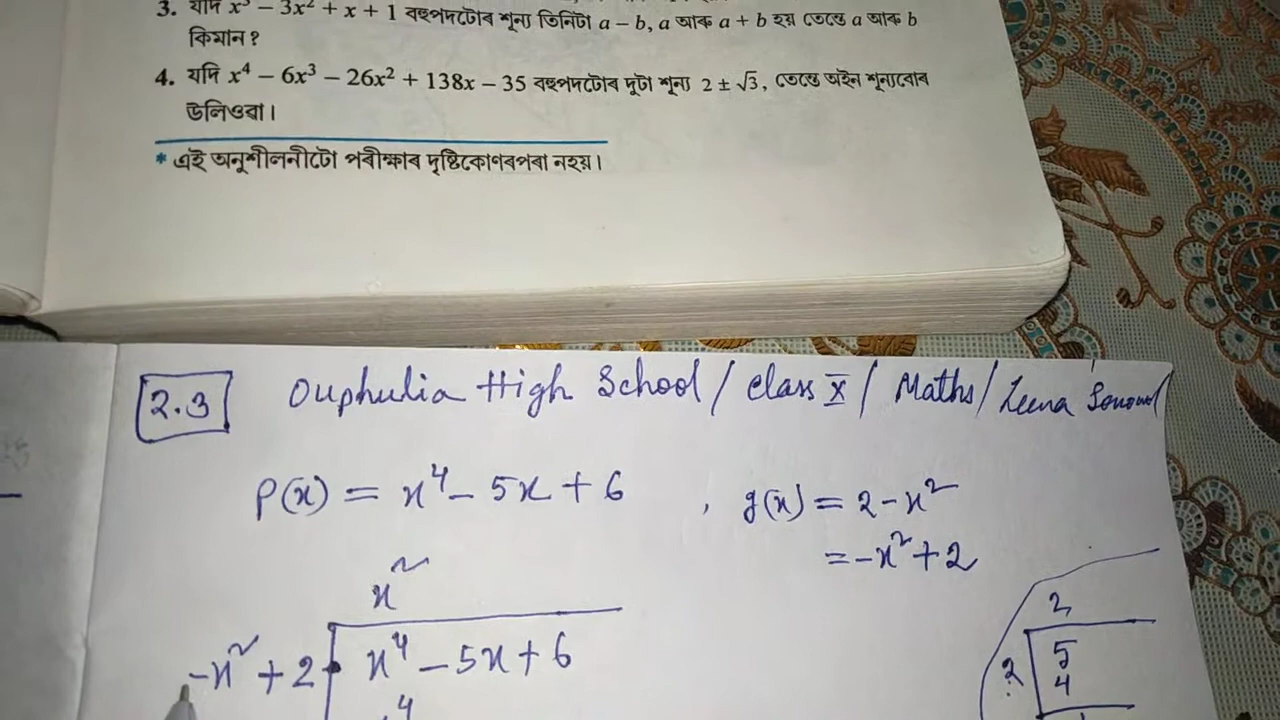 3. যদি x³ – 3x² + x + 1 বহুপদটোৰ শূন্য তিনিটা a – b, a আৰু a + b হয় তেন্তে a আৰু b
কিমান ?
4. যদি x⁴ – 6x³ – 26x² + 138x – 35 বহুপদটোৰ দুটা শূন্য 2 ± √3, তেন্তে অইন শূন্যবোৰ
উলিওৱা।
* এই অনুশীলনীটো পৰীক্ষাৰ দৃষ্টিকোণৰপৰা নহয়।
2.3 Ouphulia High School / Class X / Maths / Leena Sonowal
P(x) = x⁴ – 5x + 6 , g(x) = 2 – x²
= –x² + 2
x²
–x² + 2 x⁴ – 5x + 6
2
2 5
4